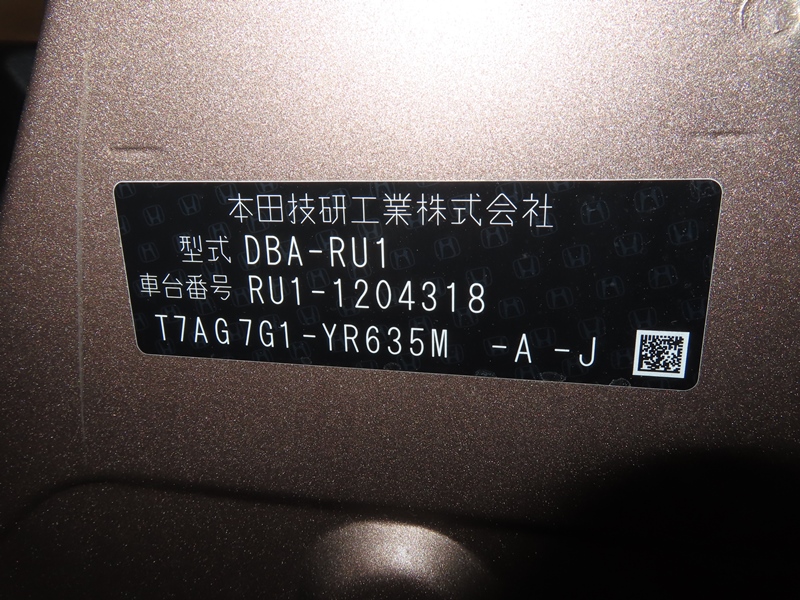 本田技研工業株式会社
型式 DBA-RU1
車台番号 RU1-1204318
T7AG7G1-YR635M -A -J